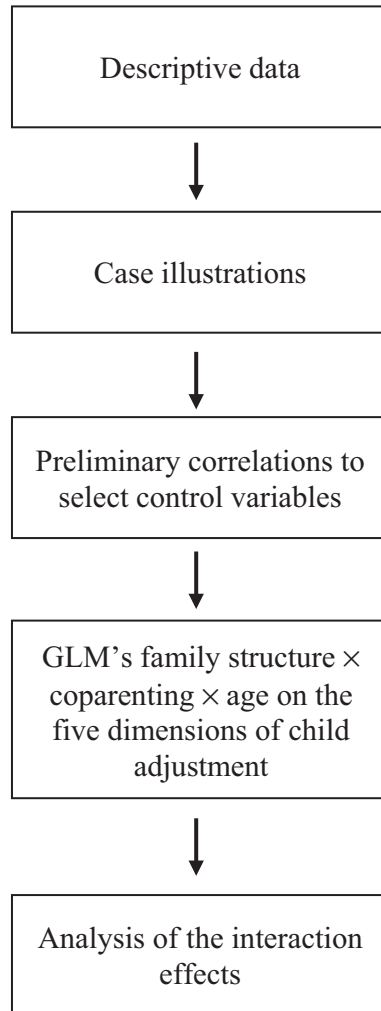 Descriptive data
Case illustrations
Preliminary correlations to
select control variables
GLM’s family structure ×
coparenting × age on the
five dimensions of child
adjustment
Analysis of the interaction
effects